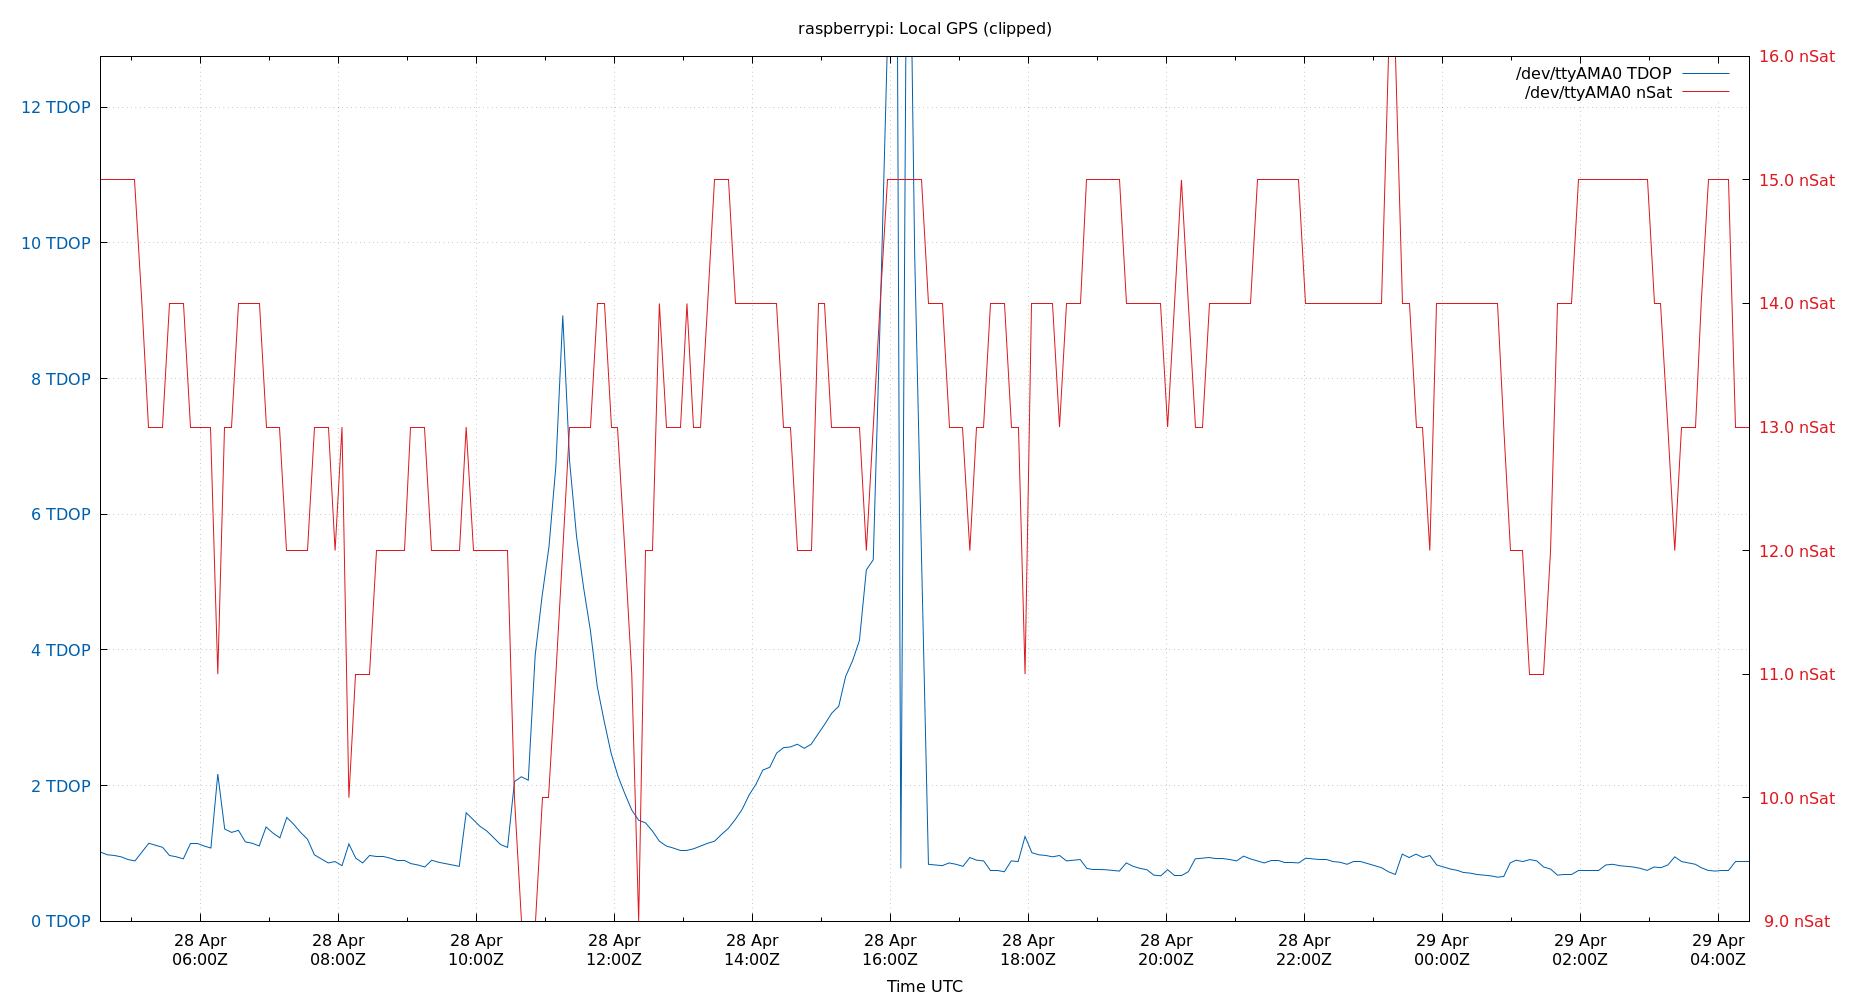 raspberrypi: Local GPS (clipped)
/dev/ttyAMA0 TDOP
/dev/ttyAMA0 nSat
12 TDOP
10 TDOP
8 TDOP
6 TDOP
4 TDOP
2 TDOP
0 TDOP
16.0 nSat
15.0 nSat
14.0 nSat
13.0 nSat
12.0 nSat
11.0 nSat
10.0 nSat
9.0 nSat
28 Apr 28 Apr 28 Apr 28 Apr 28 Apr 28 Apr 28 Apr 28 Apr 28 Apr 29 Apr 29 Apr 29 Apr
06:00Z 08:00Z 10:00Z 12:00Z 14:00Z 16:00Z 18:00Z 20:00Z 22:00Z 00:00Z 02:00Z 04:00Z
Time UTC